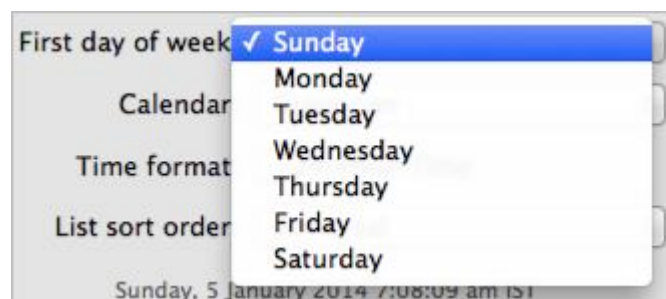 First day of week ✓ Sunday
Monday
Calendar
Tuesday
Wednesday
Time format
Thursday
List sort order
Friday
Saturday
Sunday, 5 January 2014 7:08:09 am IST